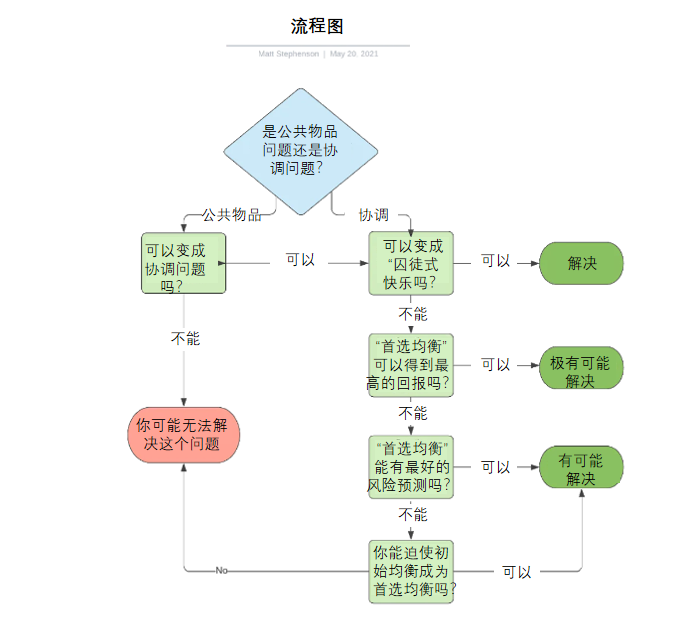 流程图
Matt Stephenson | May 20, 2021
是公共物品
问题还是协
调问题?
公共物品
协调
可以变成
协调问题
吗?
可以
可以变成
“囚徒式
快乐吗?
可以
解决
不能
不能
“首选均衡”
可以得到最
高的回报吗?
可以
极有可能
解决
你可能无法解
决这个问题
不能
“首选均衡”
能有最好的
风险预测吗?
可以
有可能
解决
不能
你能迫使初
始均衡成为
首选均衡吗?
No
可以